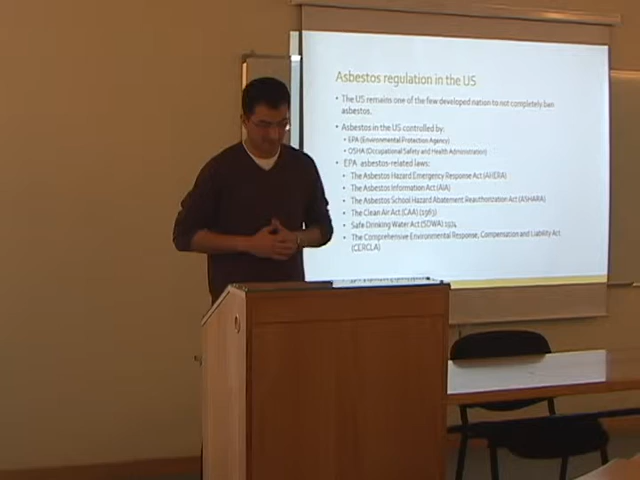 Asbestos regulation in the US
• The US remains one of the few developed nation to not completely ban
asbestos.
• Asbestos in the US controlled by:
• EPA (Environmental Protection Agency)
• OSHA (Occupational Safety and Health Administration)
• EPA asbestos-related laws:
• The Asbestos Hazard Emergency Response Act (AHERA)
• The Asbestos Information Act (AIA)
• The Asbestos School Hazard Abatement Reauthorization Act (ASHARA)
• The Clean Air Act (CAA) (1963)
• Safe Drinking Water Act (SDWA) 1974
• The Comprehensive Environmental Response, Compensation and Liability Act
(CERCLA)